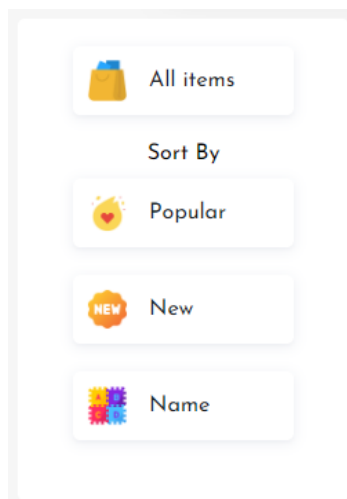 All items
Sort By
Popular
NEW New
A B
C D Name